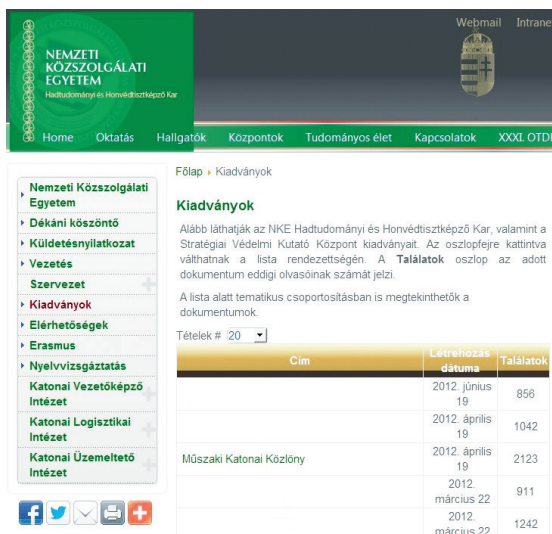 Webmail Intrane
NEMZETI
KÖZSZOLGÁLATI
EGYETEM
Hadtudományi és Honvédtisztképző Kar
Home Oktatás Hallgatók Központok Tudományos élet Kapcsolatok XXXI. OTD
Főlap Kiadványok
Nemzeti Közszolgálati
Egyetem
Dékáni köszöntő
Küldetésnyilatkozat
Vezetés
Szervezet
Kiadványok
Elérhetőségek
Erasmus
Nyelvvizsgáztatás
Katonai Vezetőképző
Intézet
Katonai Logisztikai
Intézet
Katonai Üzemeltető
Intézet
Kiadványok
Alább láthatják az NKE Hadtudományi és Honvédtisztképző Kar, valamint a
Stratégiai Védelmi Kutató Központ kiadványait. Az oszlopfejre kattintva
válthatnak a lista rendezettségén. A Találatok oszlop az adott
dokumentum eddigi olvasóinak számát jelzi.
A lista alatt tematikus csoportosításban is megtekinthetők a
dokumentumok.
Tételek # 20
Cím Létrehozás
dátuma Találatok
2012. június
19 856
2012. április
19 1042
Műszaki Katonai Közlöny 2012. április
19 2123
2012.
március 22 911
2012.
március 22 1242